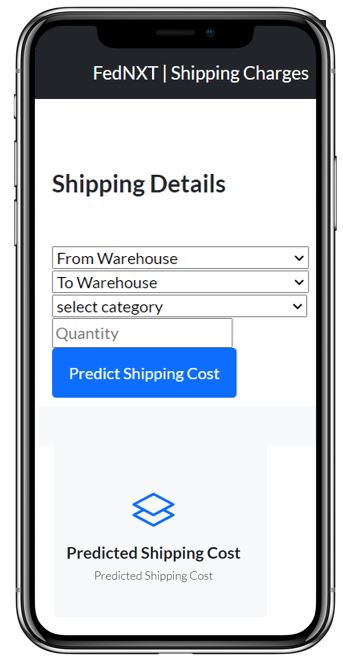 FedNXT | Shipping Charges
Shipping Details
From Warehouse
To Warehouse
select category
Quantity
Predict Shipping Cost
Predicted Shipping Cost
Predicted Shipping Cost